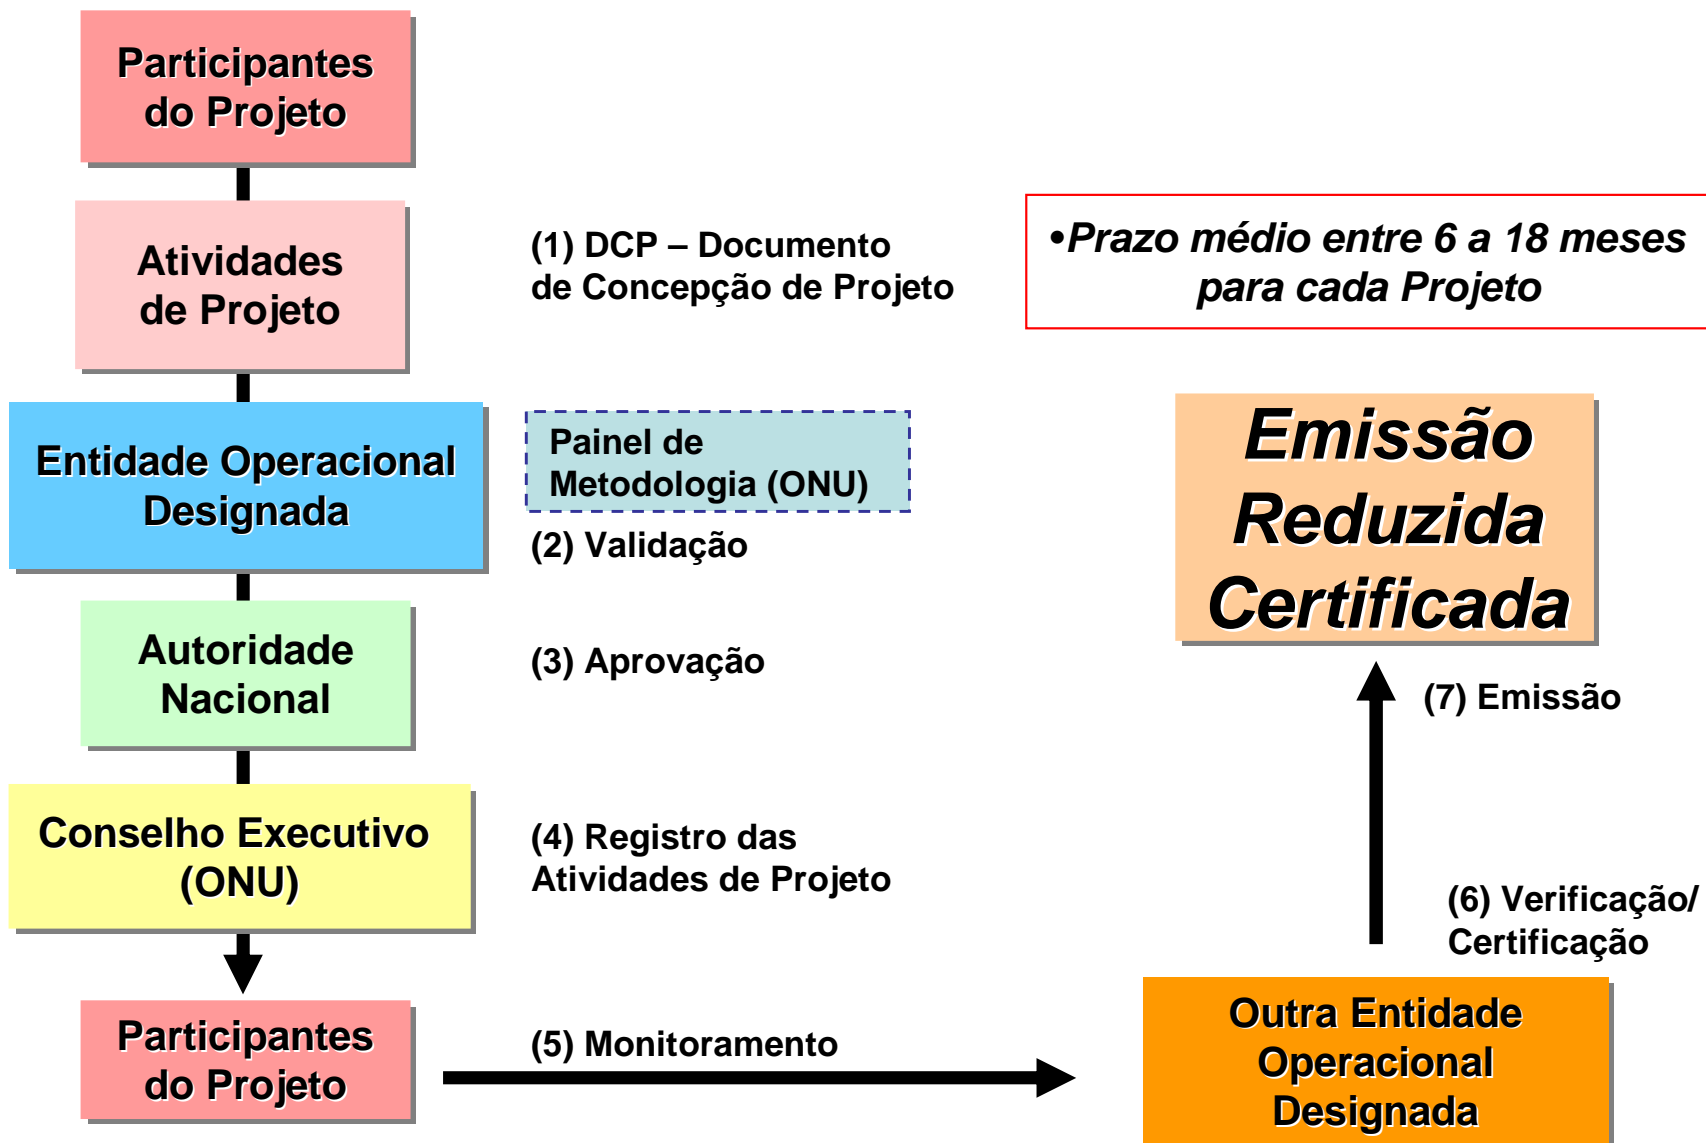 Participantes
do Projeto
Atividades
de Projeto
(1) DCP – Documento
de Concepção de Projeto
•Prazo médio entre 6 a 18 meses
para cada Projeto
Entidade Operacional
Designada
Painel de
Metodologia (ONU)
(2) Validação
Emissão
Reduzida
Certificada
Autoridade
Nacional
(3) Aprovação
(7) Emissão
Conselho Executivo
(ONU)
(4) Registro das
Atividades de Projeto
(6) Verificação/
Certificação
Participantes
do Projeto
(5) Monitoramento
Outra Entidade
Operacional
Designada